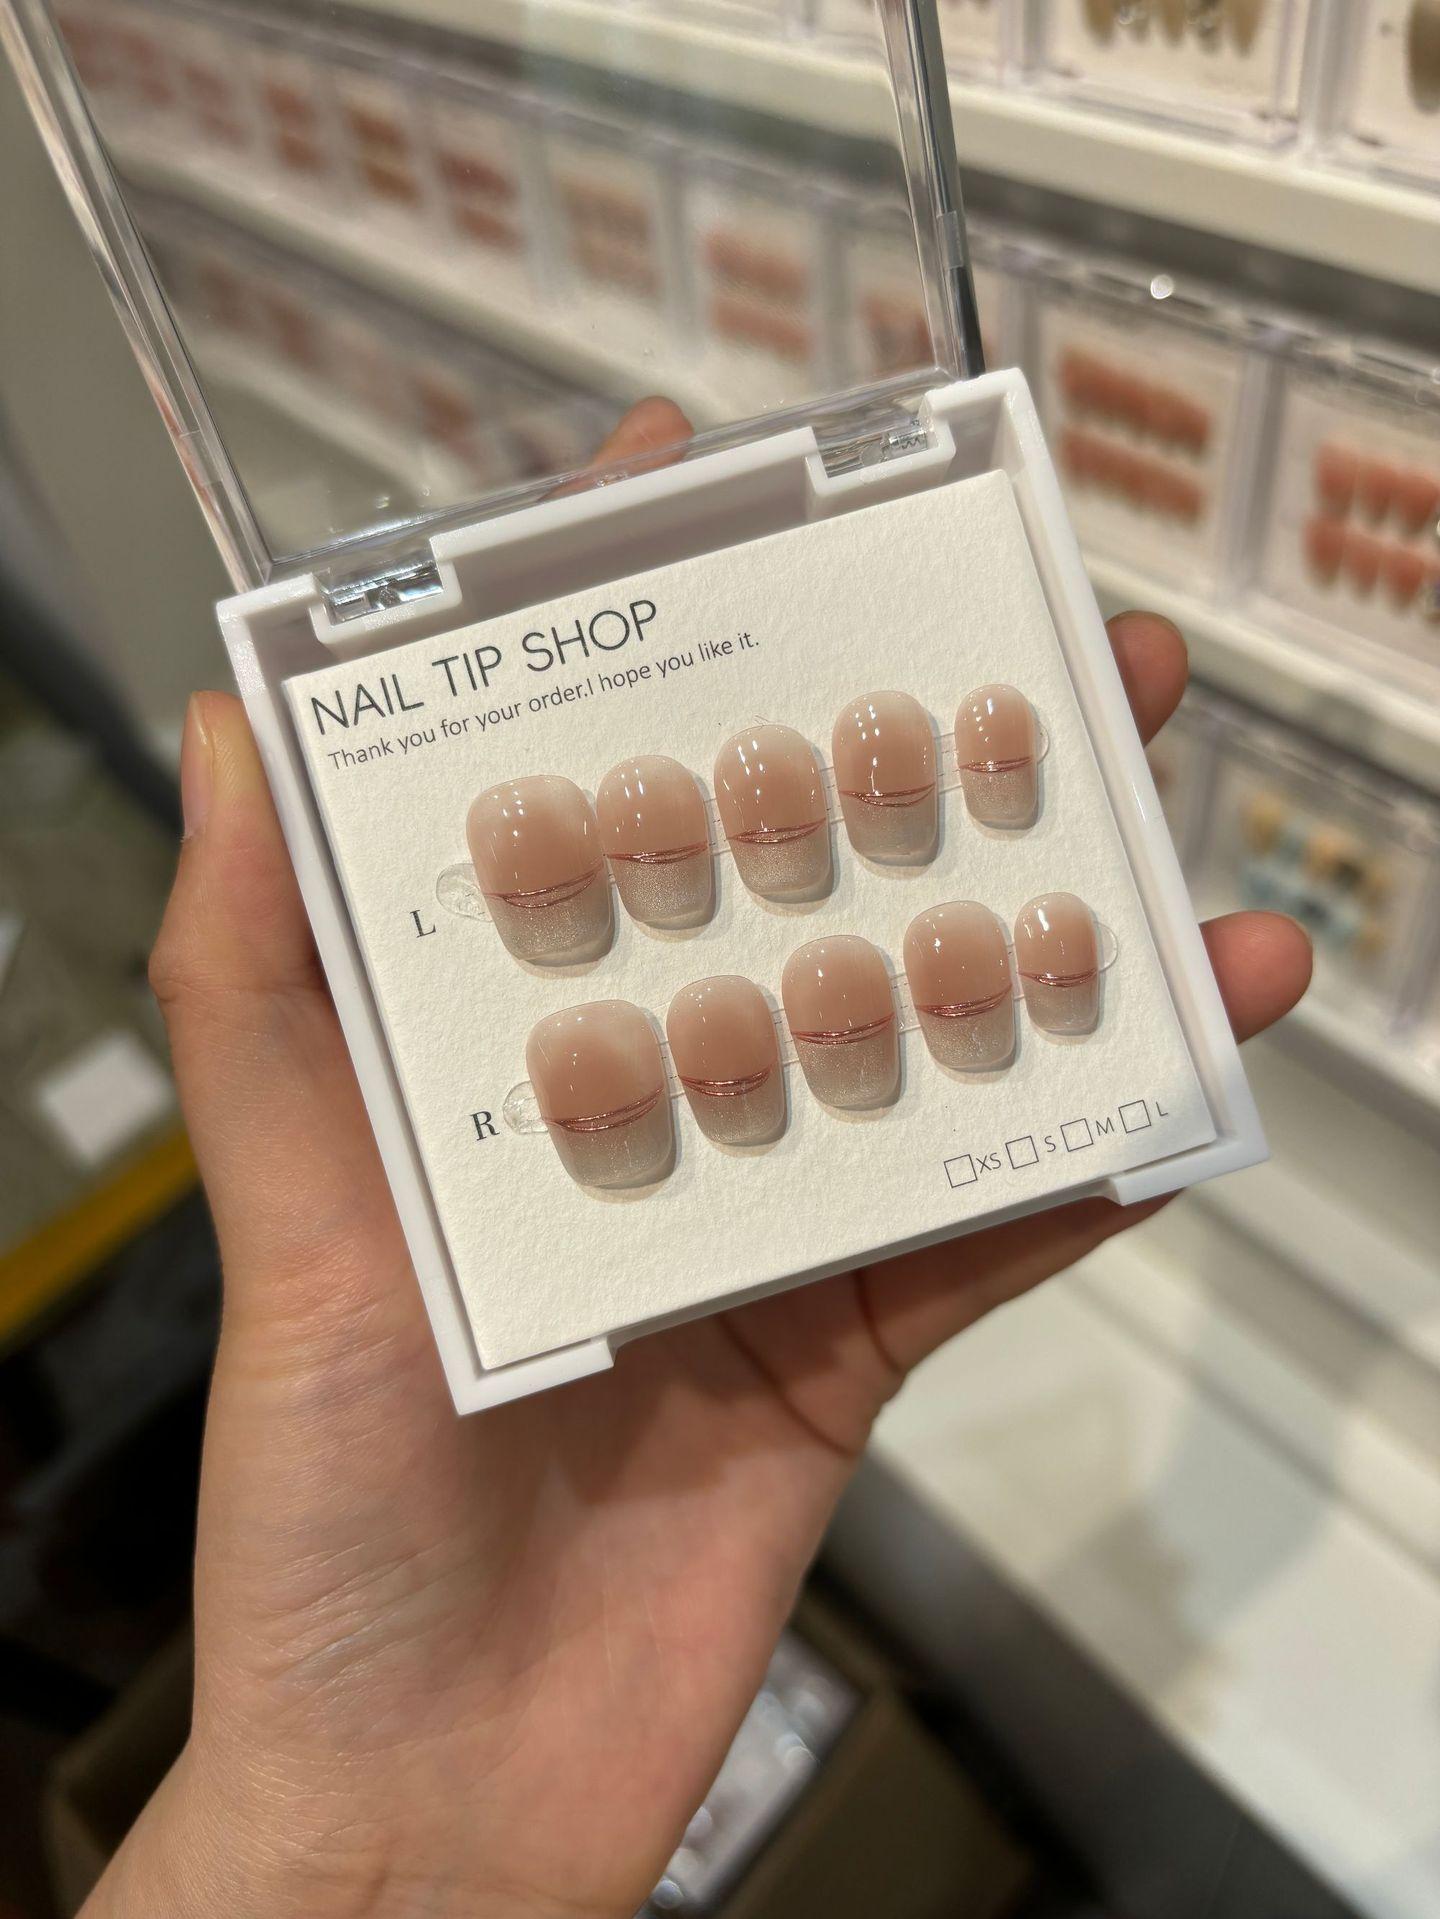 NAIL TIP SHOP
Thank you for your order.I hope you like it.
L
R
□XS□ S□M□ L